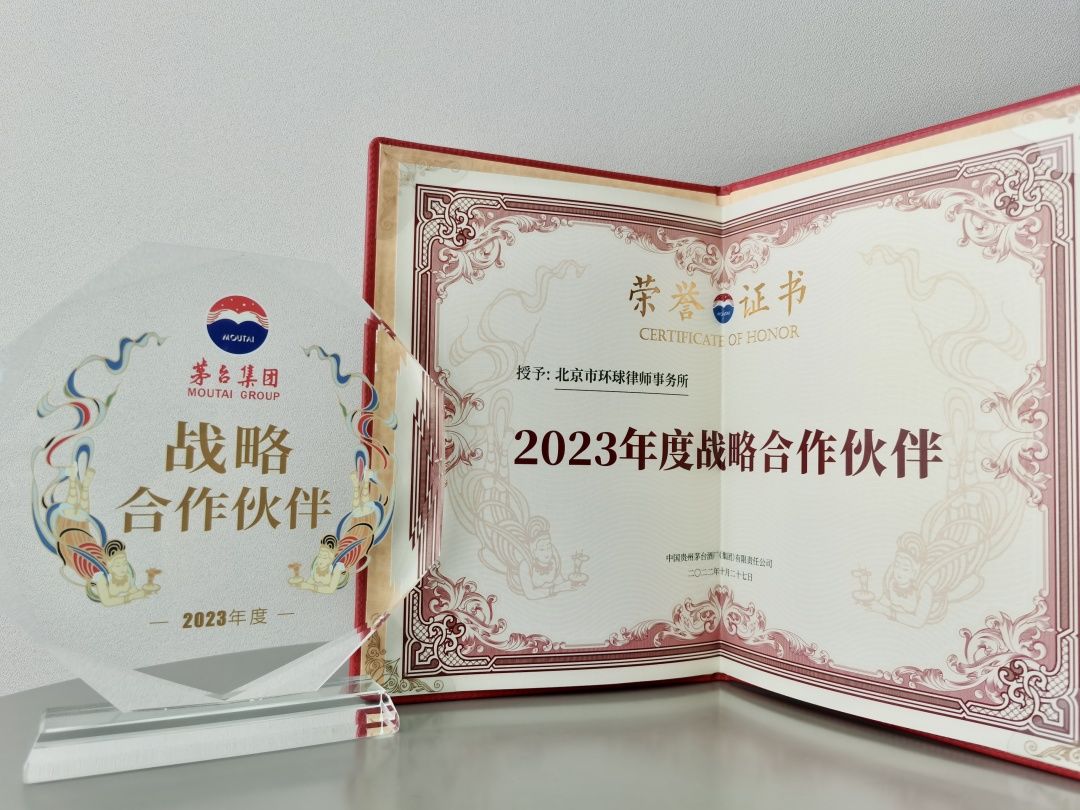 MOUTAI
茅台集团
MOUTAI GROUP
战略
合作伙伴
2023年度
荣誉证书
MOUTAI
CERTIFICATE OF HONOR
授予:北京市环球律师事务所
2023年度战略合作伙伴
中国贵州茅台酒厂(集团)有限责任公司
二〇二二年十月二十七日